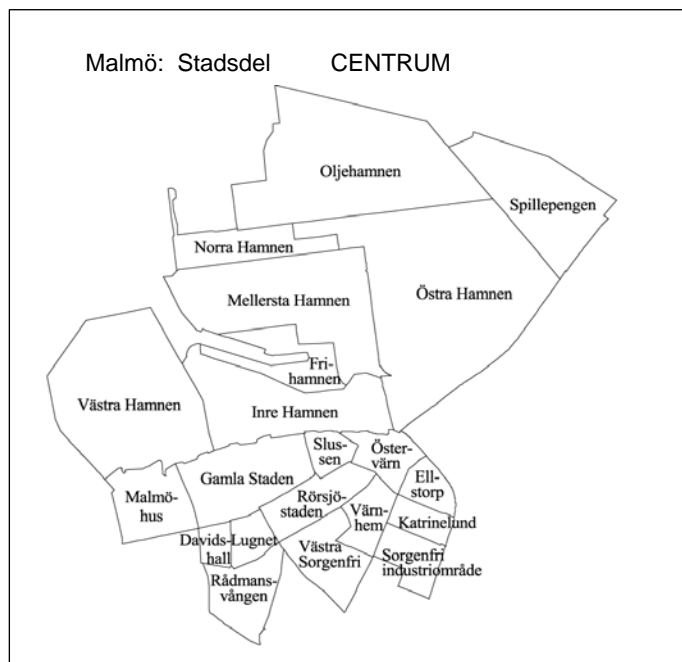 Malmö: Stadsdel CENTRUM
Oljehamnen
Spillepengen
Norra Hamnen
Mellersta Hamnen
Östra Hamnen
Fri-
hamnen
Västra Hamnen
Inre Hamnen
Slus-
sen
Öster-
värn
Gamla Staden
Ell-
storp
Malmö-
hus
Rörsjö-
staden
Värn-
hem
Katrinelund
Davids-
hall
Lugnet
Västra
Sorgenfri
Sorgenfri
industriområde
Rådmans-
vången